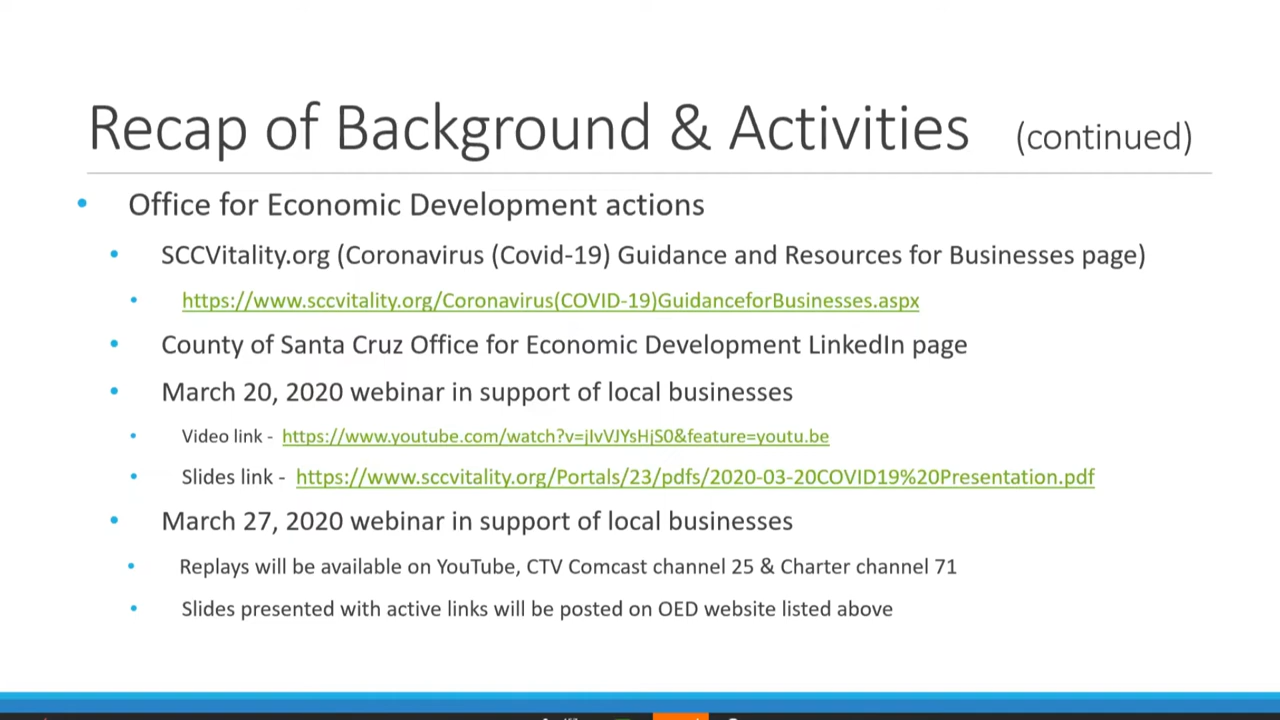 Recap of Background & Activities (continued)
• Office for Economic Development actions
• SCCVitality.org (Coronavirus (Covid-19) Guidance and Resources for Businesses page)
• https://www.sccvitality.org/Coronavirus(COVID-19)GuidanceforBusinesses.aspx
• County of Santa Cruz Office for Economic Development LinkedIn page
• March 20, 2020 webinar in support of local businesses
• Video link - https://www.youtube.com/watch?v=jIvVJYsHjS0&feature=youtu.be
• Slides link - https://www.sccvitality.org/Portals/23/pdfs/2020-03-20COVID19%20Presentation.pdf
• March 27, 2020 webinar in support of local businesses
• Replays will be available on YouTube, CTV Comcast channel 25 & Charter channel 71
• Slides presented with active links will be posted on OED website listed above